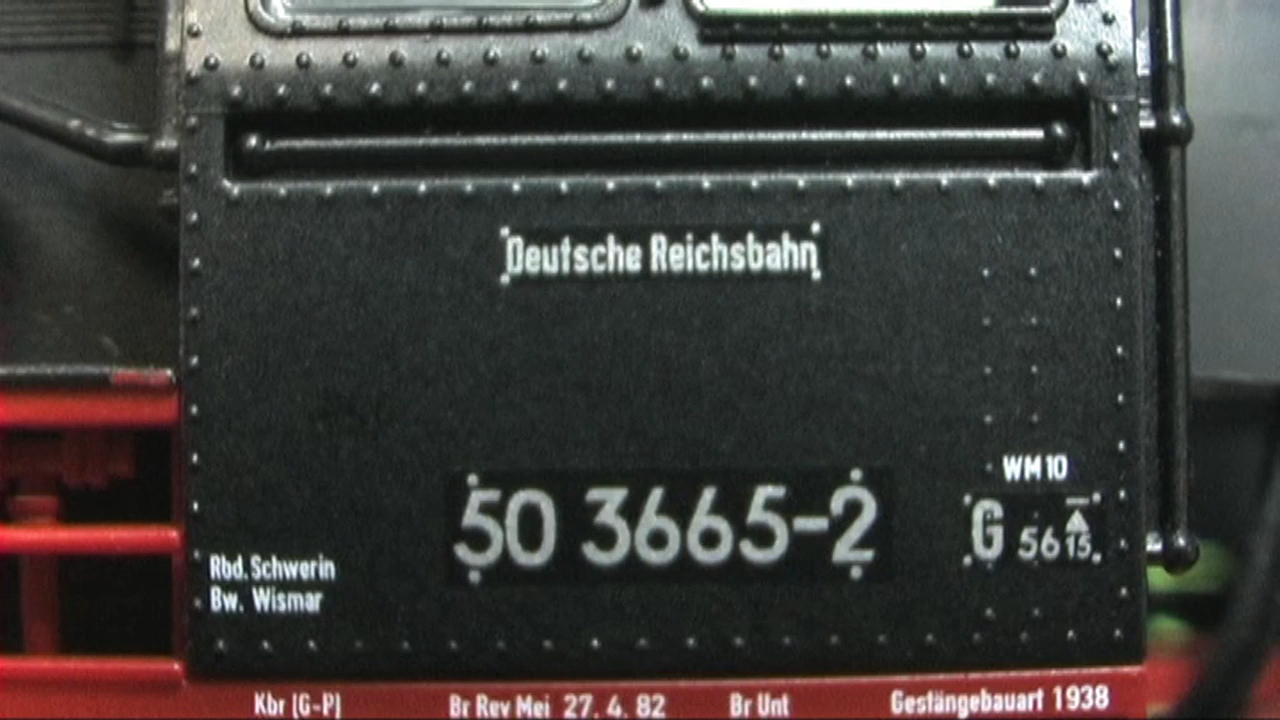 Deutsche Reichsbahn
WM 10
50 3665-2
G 56 15
Rbd. Schwerin
Bw. Wismar
Kbr (G-P) Br Rev Mei 27. 4. 82 Br Unt Gestängebauart 1938